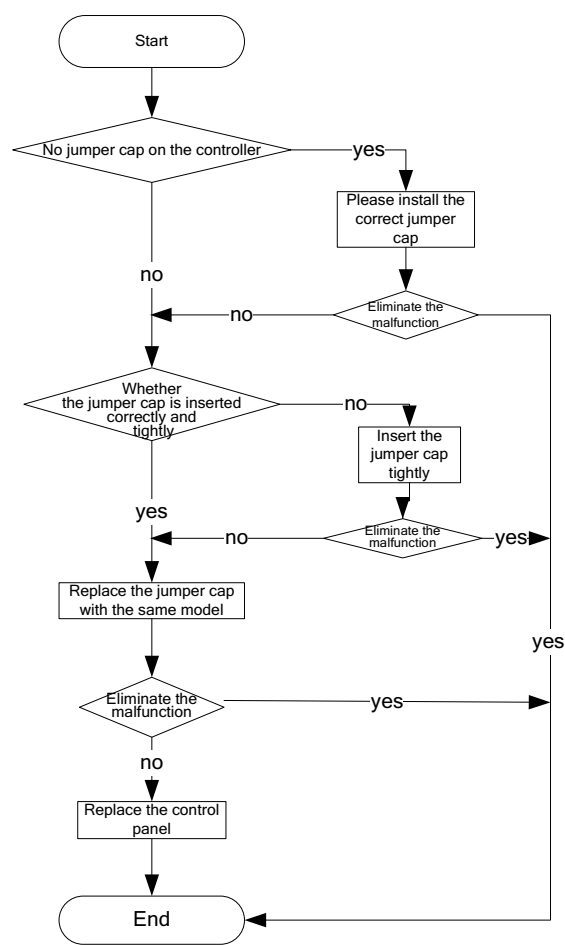 Start
No jumper cap on the controller
yes
Please install the
correct jumper
cap
no
Eliminate the
malfunction
no
Whether
the jumper cap is inserted
correctly and
tightly
no
Insert the
jumper cap
tightly
yes
Eliminate the
malfunction
no
yes
Replace the jumper cap
with the same model
yes
Eliminate the
malfunction
yes
no
Replace the control
panel
End